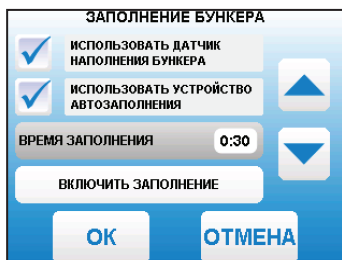 ЗАПОЛНЕНИЕ БУНКЕРА
ИСПОЛЬЗОВАТЬ ДАТЧИК
НАПОЛНЕНИЯ БУНКЕРА
ИСПОЛЬЗОВАТЬ УСТРОЙСТВО
АВТОЗАПОЛНЕНИЯ
ВРЕМЯ ЗАПОЛНЕНИЯ 0:30
ВКЛЮЧИТЬ ЗАПОЛНЕНИЕ
ОК ОТМЕНА